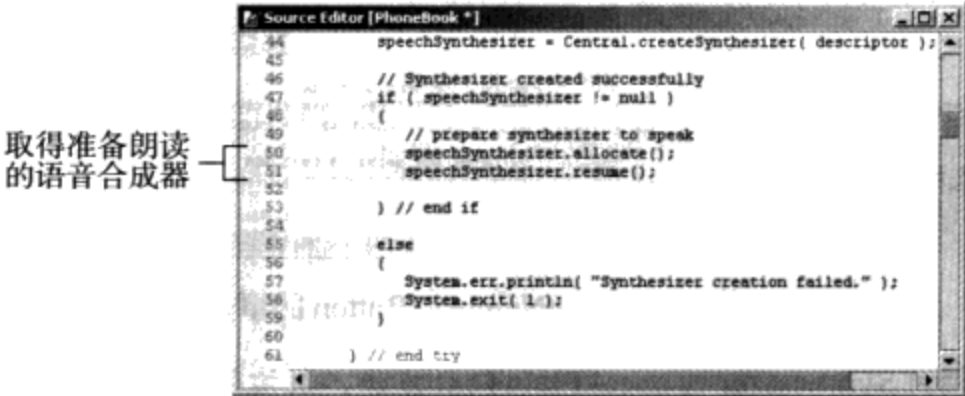 Source Editor [PhoneBook *]
44 speechSynthesizer = Central.createSynthesizer( descriptor );
45
46 // Synthesizer created successfully
47 if ( speechSynthesizer != null )
48 {
49 // prepare synthesizer to speak
取得准备朗读
的语音合成器
50 speechSynthesizer.allocate();
51 speechSynthesizer.resume();
52
53 } // end if
54
55 else
56 {
57 System.err.println( "Synthesizer creation failed." );
58 System.exit( 1 );
59 }
60
61 } // end try